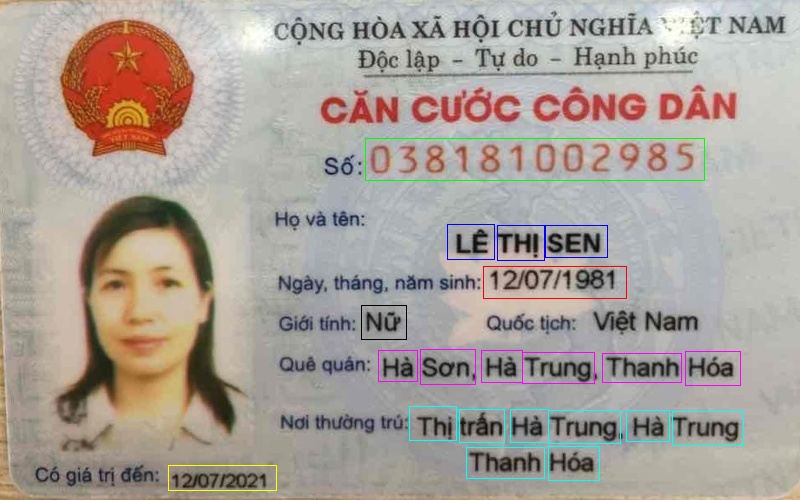 CỘNG HÒA XÃ HỘI CHỦ NGHĨA VIỆT NAM
Độc lập - Tự do - Hạnh phúc
CĂN CƯỚC CÔNG DÂN
Số: 038181002985
Họ và tên:
LÊ THỊ SEN
Ngày, tháng, năm sinh: 12/07/1981
Giới tính: Nữ Quốc tịch: Việt Nam
Quê quán: Hà Sơn, Hà Trung, Thanh Hóa
Nơi thường trú: Thị trấn Hà Trung, Hà Trung
Thanh Hóa
Có giá trị đến: 12/07/2021
VIỆT NAM